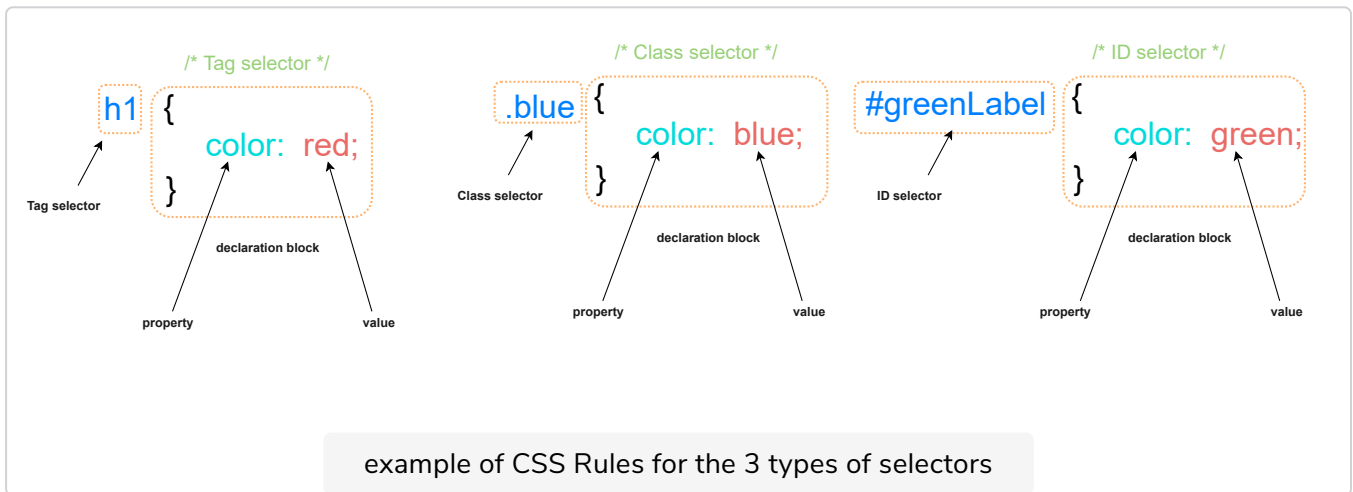 /* Tag selector */
h1 {
color: red;
}
Tag selector
declaration block
property
value
/* Class selector */
.blue {
color: blue;
}
Class selector
declaration block
property
value
/* ID selector */
#greenLabel {
color: green;
}
ID selector
declaration block
property
value
example of CSS Rules for the 3 types of selectors